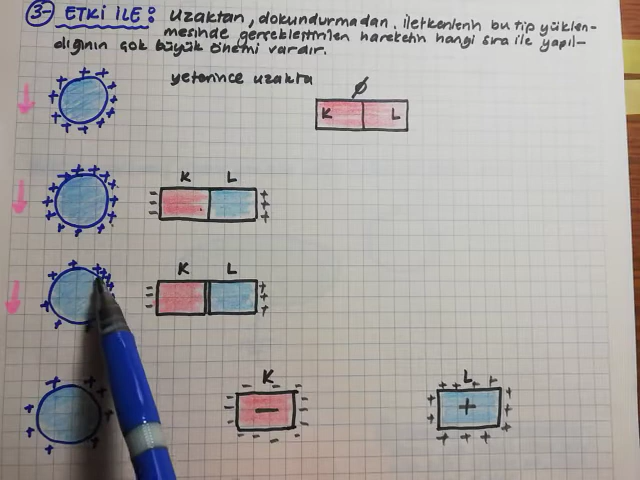 3- ETKİ İLE: Uzaktan, dokundurmadan, iletkenlerin bu tip yüklen-
mesinde gerçekleştirilen hareketin hangi sıra ile yapıl-
dığının çok büyük önemi vardır.
yeterince uzakta
Ø
K L
K L
K L
K L
- +